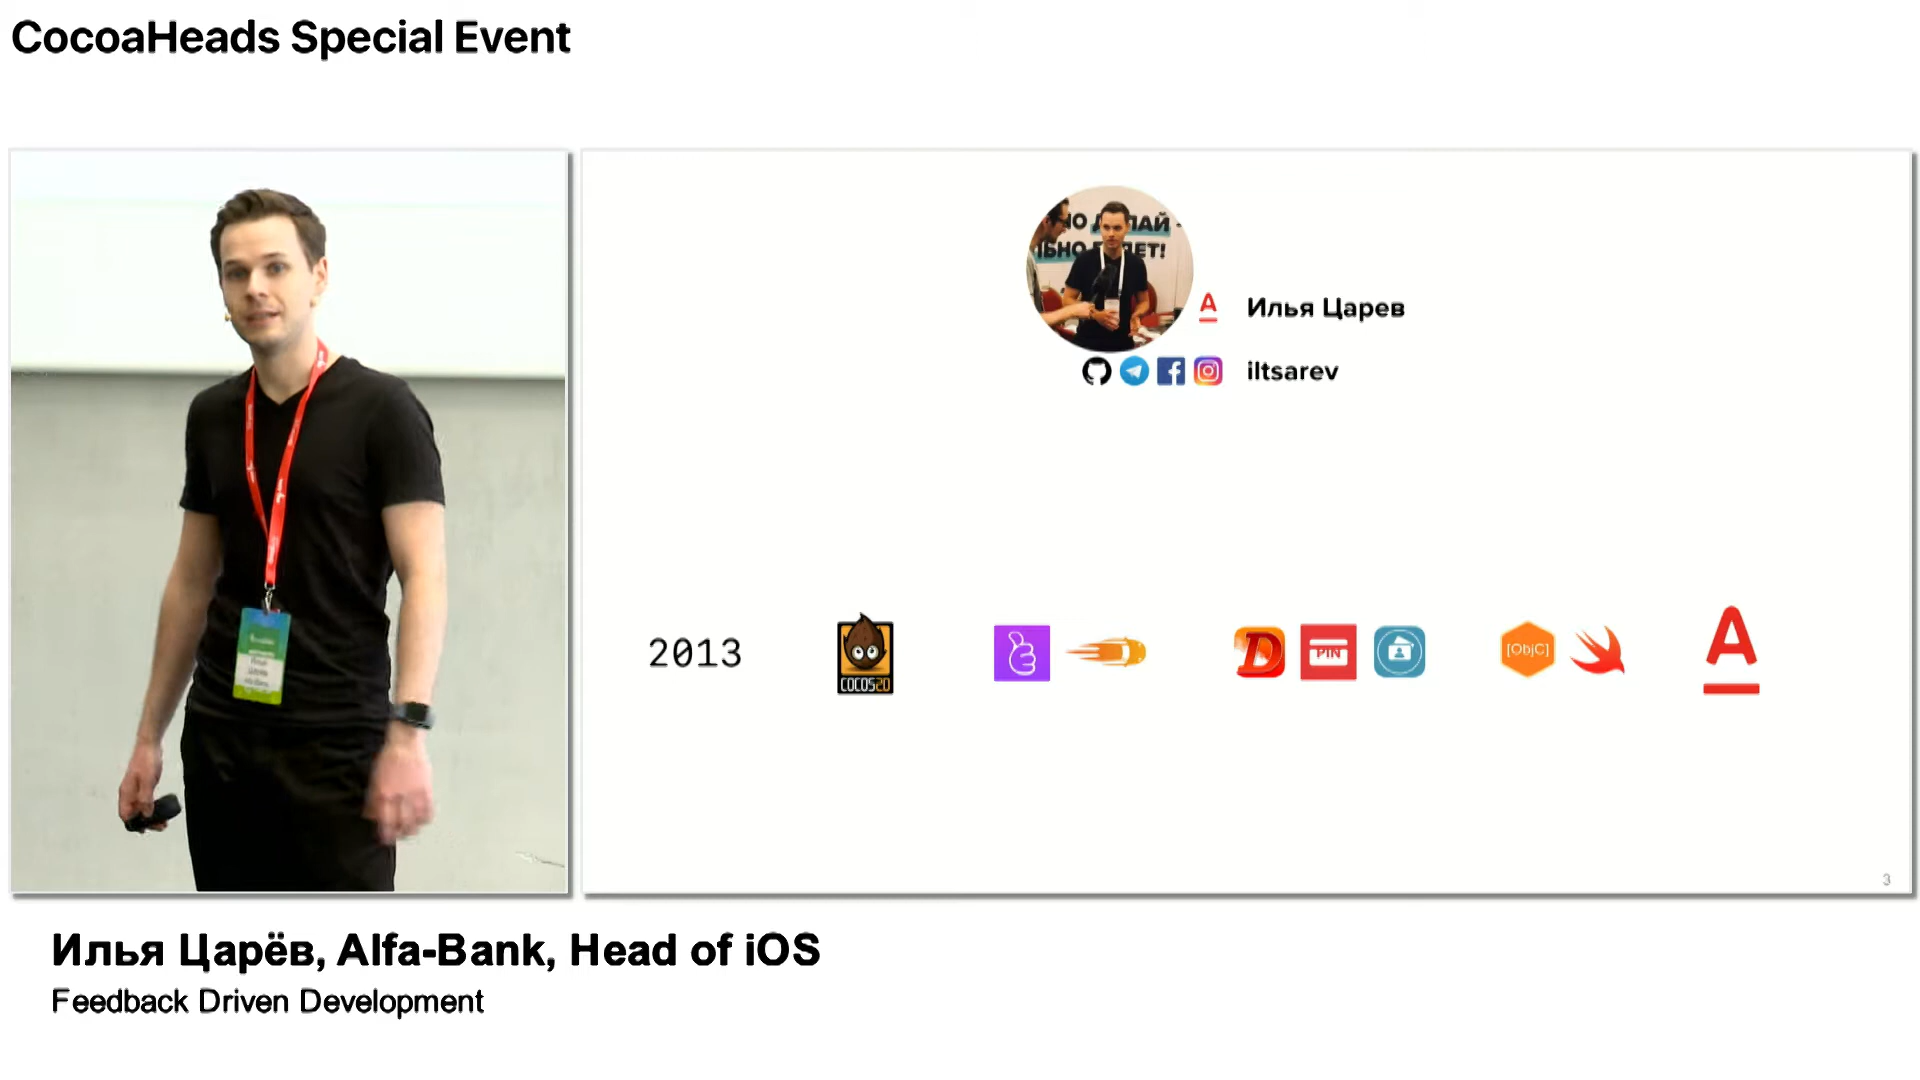 CocoaHeads Special Event
Илья Царев
iltsarev
2013
COCOS2D
PIN
[ObjC]
3
Илья Царёв, Alfa-Bank, Head of iOS
Feedback Driven Development